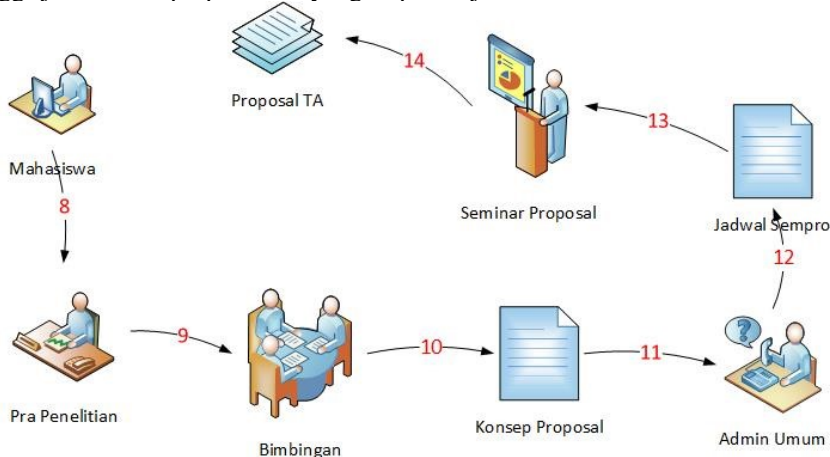 14
Proposal TA
Mahasiswa
13
Seminar Proposal
Jadwal Sempro
8
12
9
10
11
Pra Penelitian
Bimbingan
Konsep Proposal
Admin Umum
?